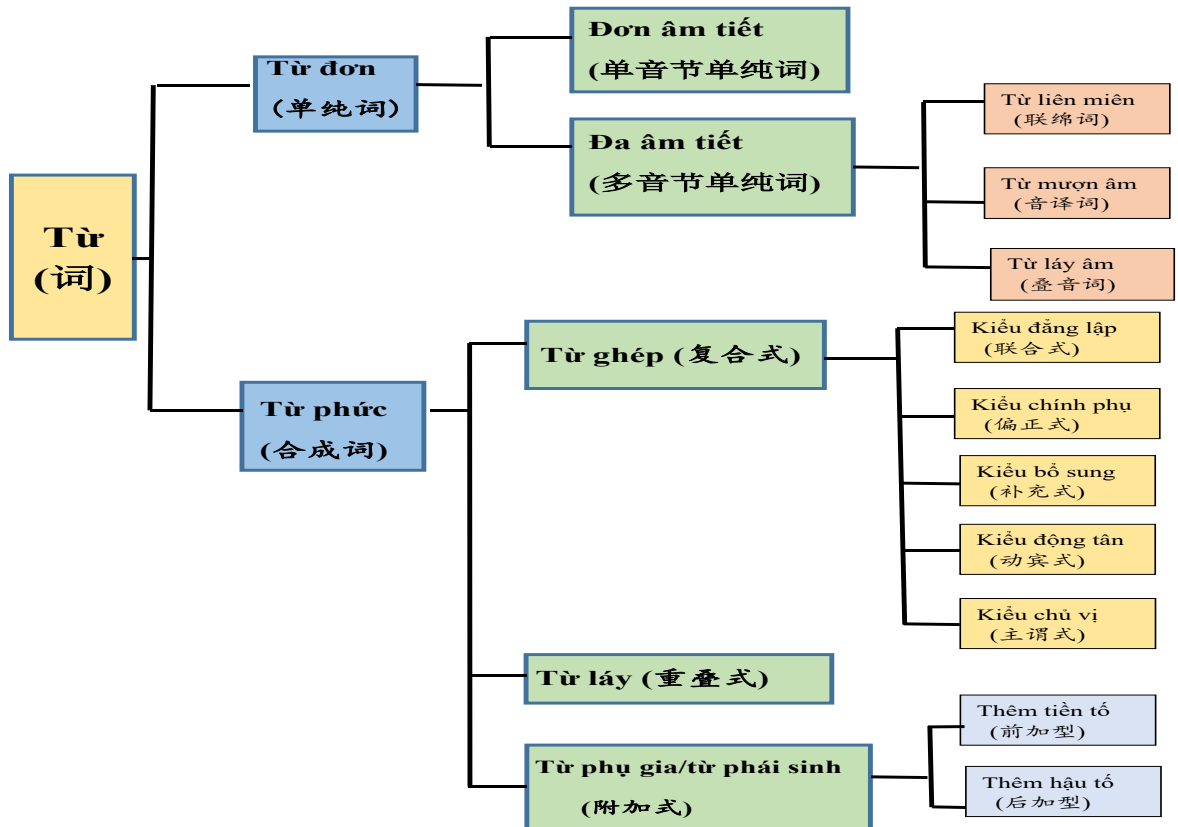 Từ
(词)
Từ đơn
(单纯词)
Đơn âm tiết
(单音节单纯词)
Đa âm tiết
(多音节单纯词)
Từ liên miên
(联绵词)
Từ mượn âm
(音译词)
Từ láy âm
(叠音词)
Từ phức
(合成词)
Từ ghép (复合式)
Kiểu đẳng lập
(联合式)
Kiểu chính phụ
(偏正式)
Kiểu bổ sung
(补充式)
Kiểu động tân
(动宾式)
Kiểu chủ vị
(主谓式)
Từ láy (重叠式)
Từ phụ gia/từ phái sinh
(附加式)
Thêm tiền tố
(前加型)
Thêm hậu tố
(后加型)